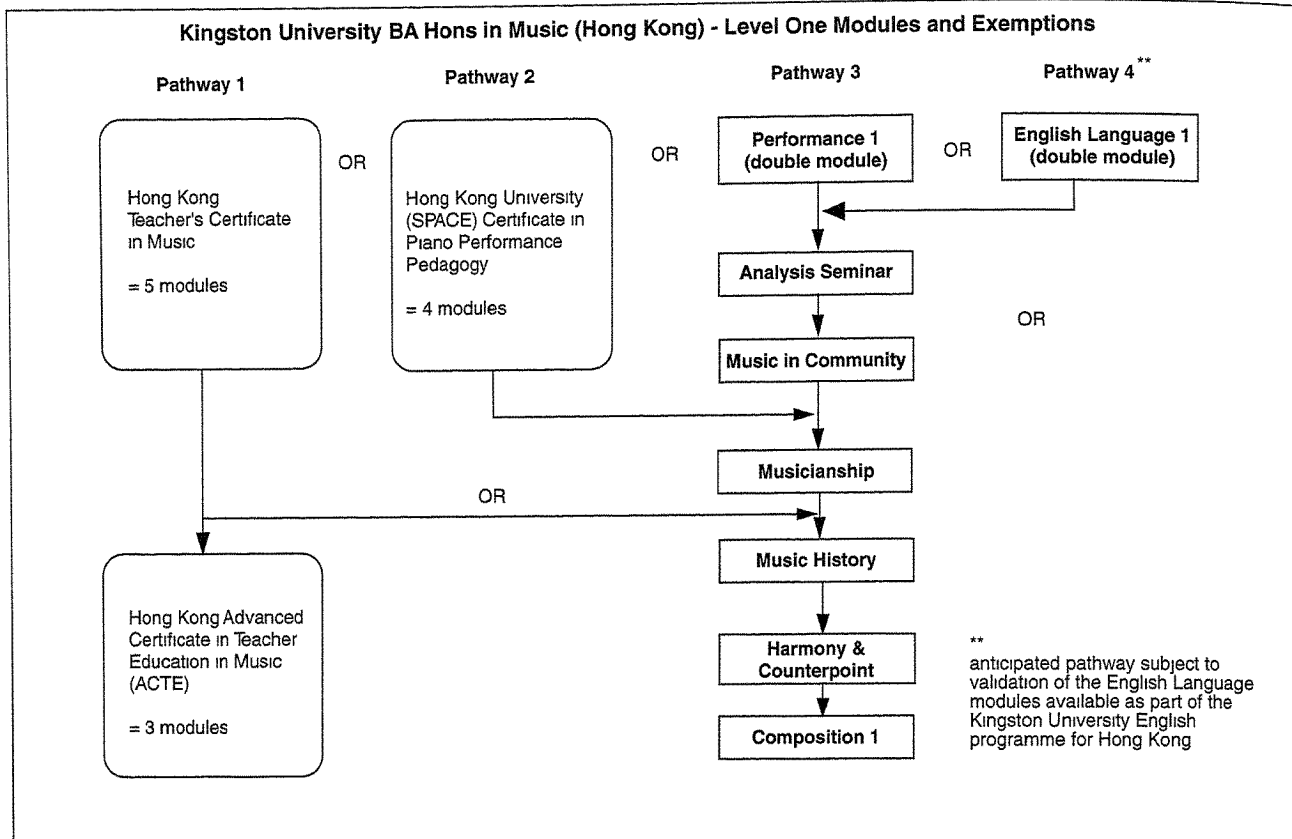 Kingston University BA Hons in Music (Hong Kong) - Level One Modules and Exemptions
Pathway 1
Pathway 2
Pathway 3
Pathway 4**
Hong Kong
Teacher's Certificate
in Music
= 5 modules
OR
Hong Kong University
(SPACE) Certificate in
Piano Performance
Pedagogy
= 4 modules
OR
Performance 1
(double module)
OR
English Language 1
(double module)
Analysis Seminar
OR
Music in Community
Musicianship
OR
Music History
Hong Kong Advanced
Certificate in Teacher
Education in Music
(ACTE)
= 3 modules
Harmony &
Counterpoint
Composition 1
**
anticipated pathway subject to
validation of the English Language
modules available as part of the
Kingston University English
programme for Hong Kong